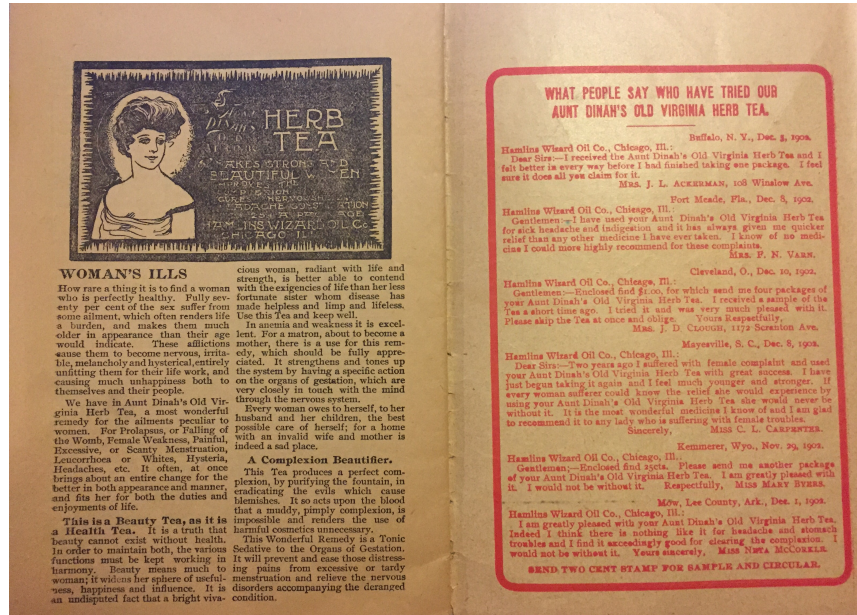 HERB
TEA
MAKES STRONG AND
BEAUTIFUL WOMEN
HAMLINS WIZARD OIL CO.
CHICAGO ILL.
WOMAN'S ILLS
How rare a thing it is to find a woman
who is perfectly healthy. Fully sev-
enty per cent of the sex suffer from
some ailment, which often renders life
a burden, and makes them much
older in appearance than their age
would indicate. These afflictions
cause them to become nervous, irrita-
ble, melancholy and hysterical, entirely
unfitting them for their life work, and
causing much unhappiness both to
themselves and their people.
We have in Aunt Dinah's Old Vir-
ginia Herb Tea, a most wonderful
remedy for the ailments peculiar to
women. For Prolapsus, or Falling of
the Womb, Female Weakness, Painful,
Excessive, or Scanty Menstruation,
Leucorrhoea or Whites, Hysteria,
Headaches, etc. It often, at once
brings about an entire change for the
better in both appearance and manner,
and fits her for both the duties and
enjoyments of life.
This is a Beauty Tea, as it is
a Health Tea. It is a truth that
beauty cannot exist without health.
In order to maintain both, the various
functions must be kept working in
harmony. Beauty means much to
woman; it widens her sphere of useful-
ness, happiness and influence. It is
an undisputed fact that a bright viva-
cious woman, radiant with life and
strength, is better able to contend
with the exigencies of life than her less
fortunate sister whom disease has
made helpless and limp and lifeless.
Use this Tea and keep well.
In anemia and weakness it is excel-
lent. For a matron, about to become a
mother, there is a use for this rem-
edy, which should be fully appre-
ciated. It strengthens and tones up
the system by having a specific action
on the organs of gestation, which are
very closely in touch with the mind
through the nervous system.
Every woman owes to herself, to her
husband and her children, the best
possible care of herself; for a home
with an invalid wife and mother is
indeed a sad place.
A Complexion Beautifier.
This Tea produces a perfect com-
plexion, by purifying the fountain, in
eradicating the evils which cause
blemishes. It so acts upon the blood
that a muddy, pimply complexion, is
impossible and renders the use of
harmful cosmetics unnecessary.
This Wonderful Remedy is a Tonic
Sedative to the Organs of Gestation.
It will prevent and ease those distress-
ing pains from excessive or tardy
menstruation and relieve the nervous
disorders accompanying the deranged
condition.
WHAT PEOPLE SAY WHO HAVE TRIED OUR
AUNT DINAH'S OLD VIRGINIA HERB TEA.
Buffalo, N. Y., Dec. 5, 1902.
Hamlins Wizard Oil Co., Chicago, Ill.:
Dear Sirs:—I received the Aunt Dinah's Old Virginia Herb Tea and I
felt better in every way before I had finished taking one package. I feel
sure it does all you claim for it.
MRS. J. L. ACKERMAN, 108 Winslow Ave.
Fort Meade, Fla., Dec. 8, 1902.
Hamlins Wizard Oil Co., Chicago, Ill.:
Gentlemen:—I have used your Aunt Dinah's Old Virginia Herb Tea
for sick headache and indigestion and it has always given me quicker
relief than any other medicine I have ever taken. I know of no medi-
cine I could more highly recommend for these complaints.
MRS. F. N. VARN.
Cleveland, O., Dec. 10, 1902.
Hamlins Wizard Oil Co., Chicago, Ill.:
Gentlemen:—Enclosed find $1.00, for which send me four packages of
your Aunt Dinah's Old Virginia Herb Tea. I received a sample of the
Tea a short time ago. I tried it and was very much pleased with it.
Please skip the Tea at once and oblige. Yours Respectfully,
MRS. J. D. CLOUGH, 1172 Scranton Ave.
Mayesville, S. C., Dec. 8, 1902.
Hamlins Wizard Oil Co., Chicago, Ill.:
Dear Sirs:—Two years ago I suffered with female complaint and used
your Aunt Dinah's Old Virginia Herb Tea with great success. I have
just begun taking it again and I feel much younger and stronger. If
every woman sufferer could know the relief she would experience by
using your Aunt Dinah's Old Virginia Herb Tea she would never be
without it. It is the most wonderful medicine I know of and I am glad
to recommend it to any lady who is suffering with female troubles.
Sincerely, MISS C. L. CARPENTER.
Kemmerer, Wyo., Nov. 29, 1902.
Hamlins Wizard Oil Co., Chicago, Ill.:
Gentlemen;—Enclosed find 25cts. Please send me another package
of it. I would not be without it. I am greatly pleased with
it. Respectfully, MISS MARY BYRRS.
Mow, Lee County, Ark., Dec. 1, 1902.
Hamlins Wizard Oil Co., Chicago, Ill.:
I am greatly pleased with your Aunt Dinah's Old Virginia Herb Tea.
Indeed I think there is nothing like it for headache and stomach
troubles and I find it exceedingly good for clearing the complexion. I
would not be without it. Yours sincerely, MISS NETA MCCORKLE.
SEND TWO CENT STAMP FOR SAMPLE AND CIRCULAR.